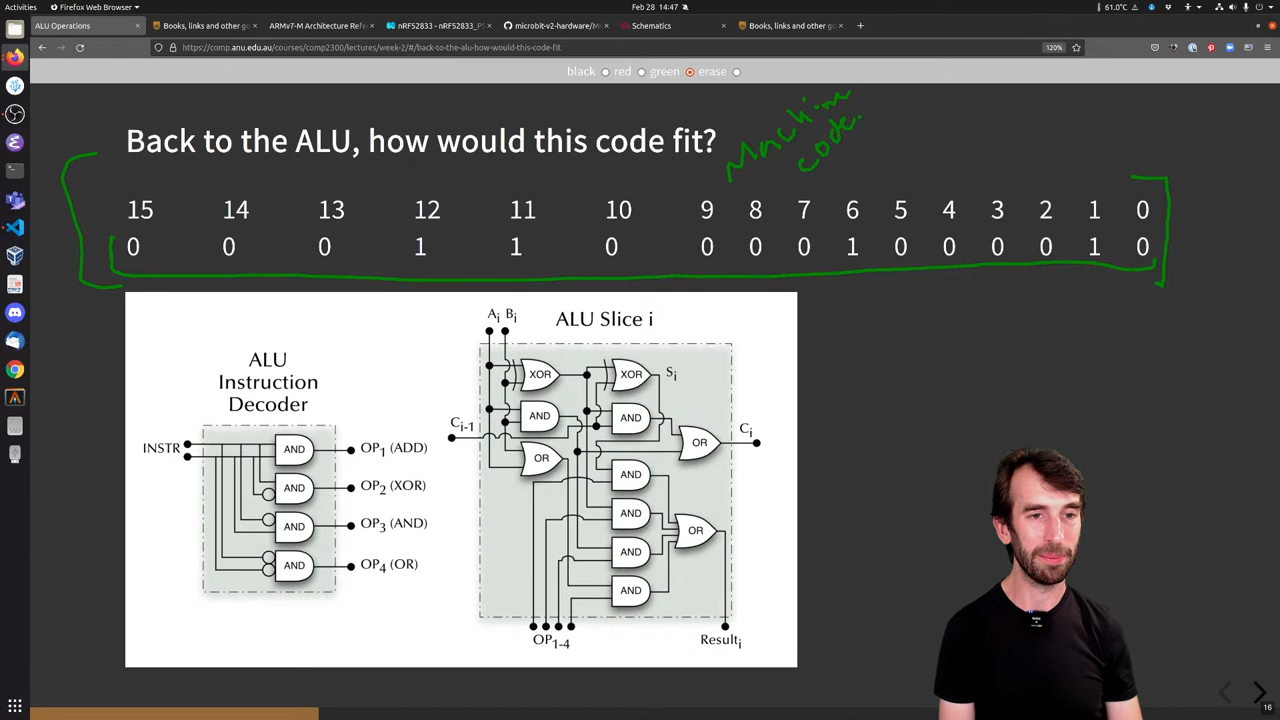 Activities
Firefox Web Browser
Feb 28 14:47
61.0°C
ALU Operations
Books, links and other go
ARMv7-M Architecture Refe
nRF52833 - nRF52833_PS
microbit-v2-hardware/Mi
Schematics
Books, links and other go
https://comp.anu.edu.au/courses/comp2300/lectures/week-2/#/back-to-the-alu-how-would-this-code-fit
120%
black red green erase
Back to the ALU, how would this code fit?
code.
15 14 13 12 11 10 9 8 7 6 5 4 3 2 1 0
0 0 0 1 1 0 0 0 0 1 0 0 0 0 1 0
ALU
Instruction
Decoder
INSTR
AND
AND
AND
AND
OP1 (ADD)
OP2 (XOR)
OP3 (AND)
OP4 (OR)
Ai Bi
ALU Slice i
XOR
XOR
Si
AND
AND
Ci-1
OR
OR
Ci
AND
AND
OR
AND
AND
OP1-4
Resulti
16